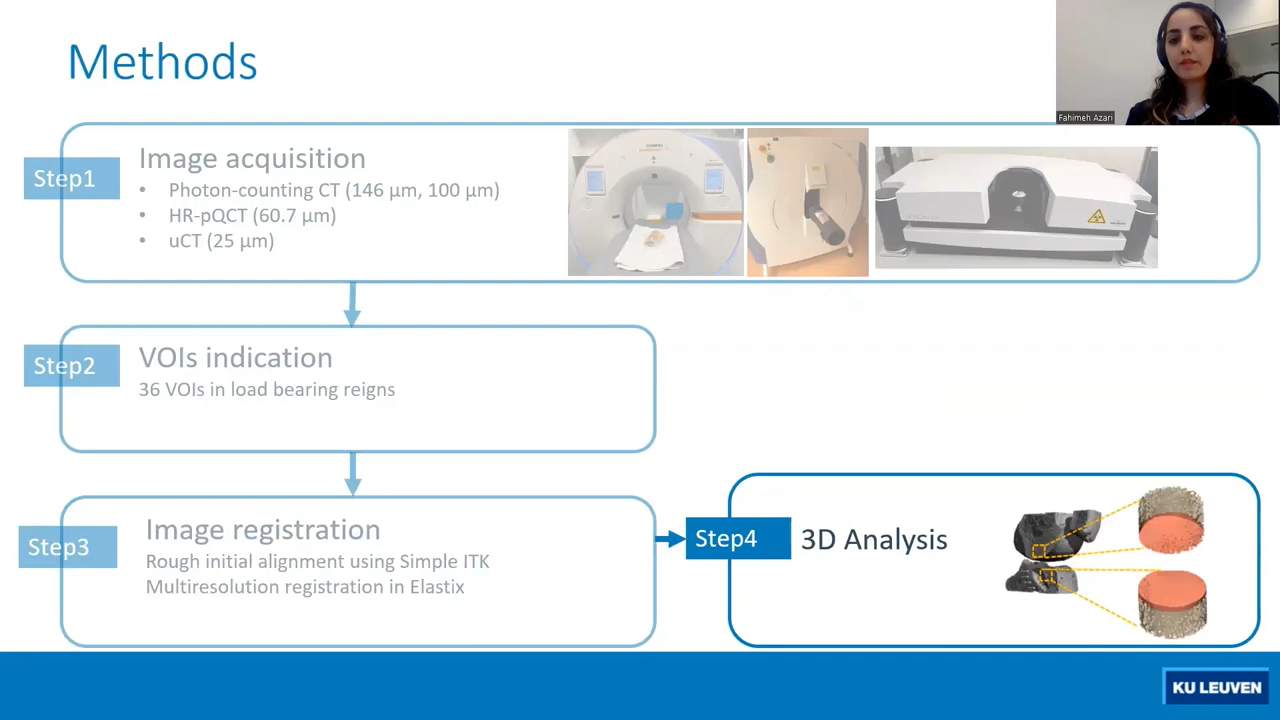 Methods
Fahimeh Azari
Step1
Image acquisition
• Photon-counting CT (146 µm, 100 µm)
• HR-pQCT (60.7 µm)
• uCT (25 µm)
Step2
VOIs indication
36 VOIs in load bearing reigns
Step3
Image registration
Rough initial alignment using Simple ITK
Multiresolution registration in Elastix
Step4
3D Analysis
KU LEUVEN